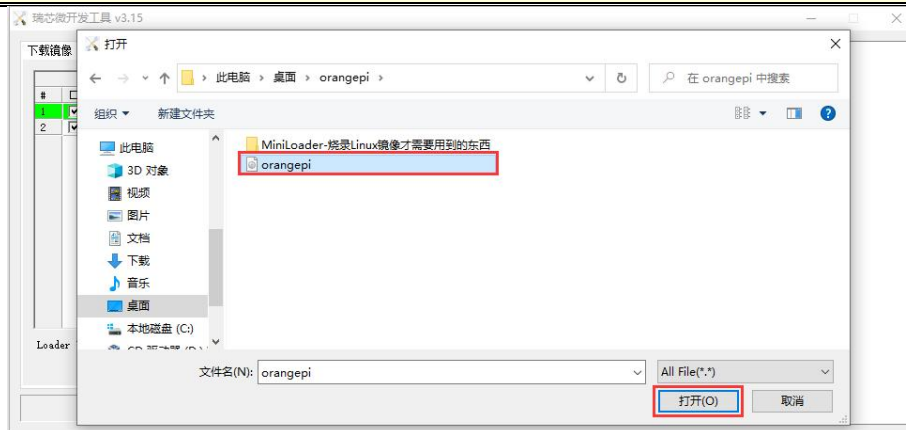 瑞芯微开发工具 v3.15
下载镜像
打开
此电脑 › 桌面 › orangepi ›
在 orangepi 中搜索
组织 新建文件夹
#
1
2
此电脑
3D 对象
视频
图片
文档
下载
音乐
桌面
本地磁盘 (C:)
MiniLoader-烧录Linux镜像才需要用到的东西
orangepi
Loader
文件名(N): orangepi
All File(*.*)
打开(O) 取消